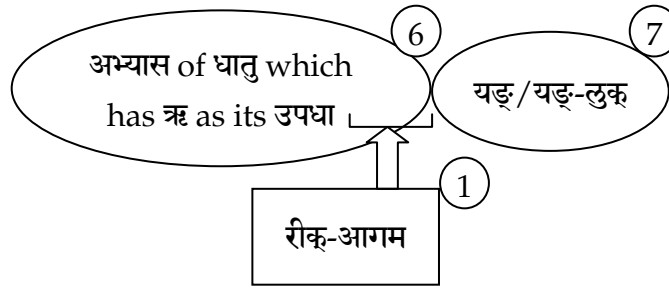 6
7
अभ्यास of धातु which
has ऋ as its उपधा
यङ्/यङ्-लुक्
1
रीक्-आगम